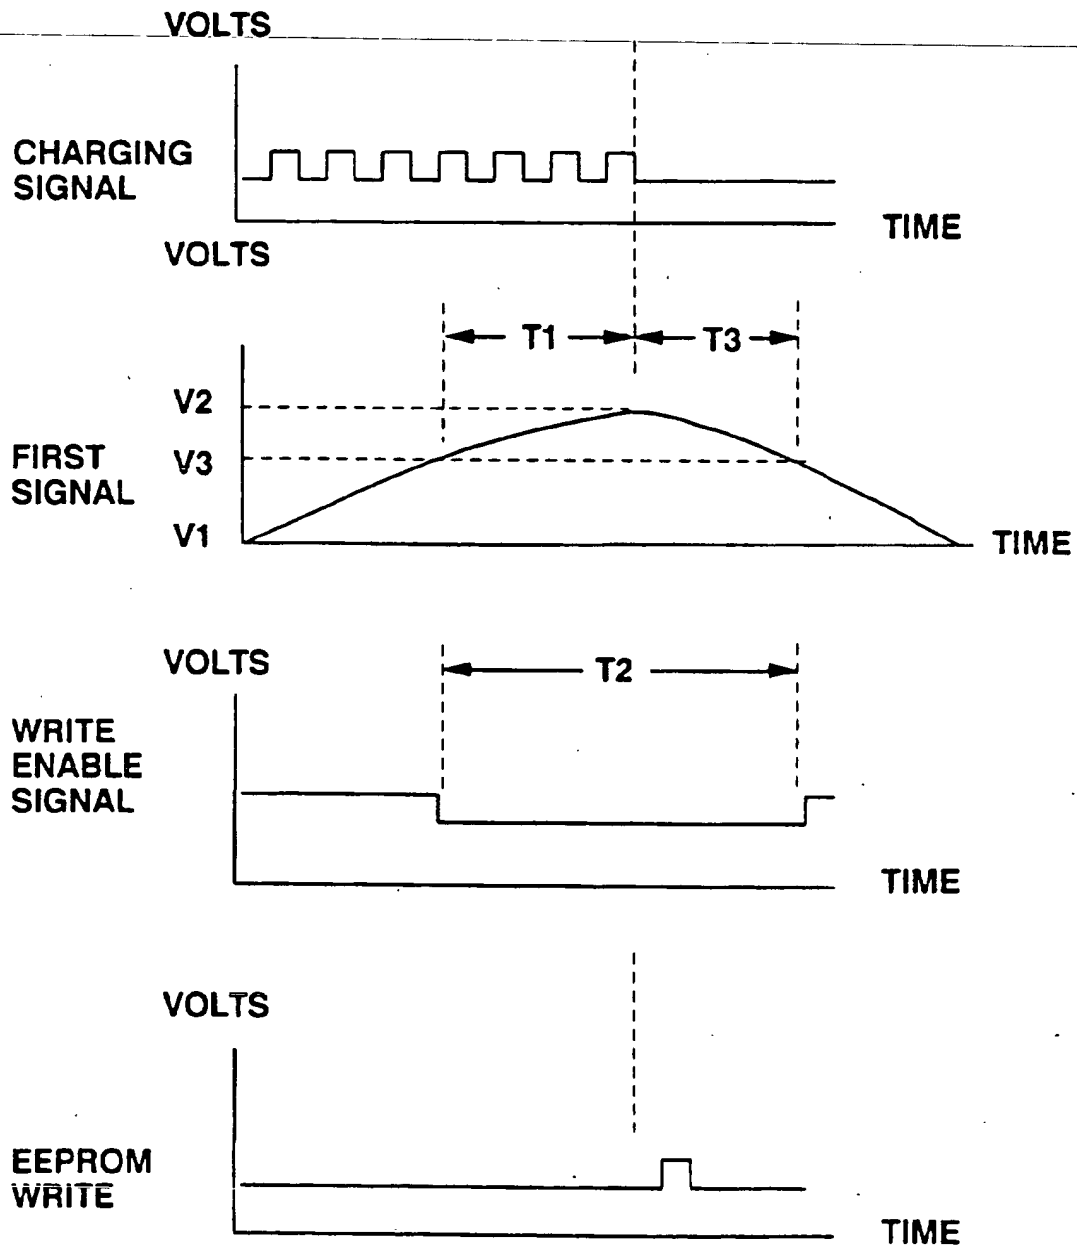 VOLTS
CHARGING
SIGNAL
TIME
VOLTS
T1
T3
V2
FIRST
SIGNAL
V3
V1
TIME
VOLTS
T2
WRITE
ENABLE
SIGNAL
TIME
VOLTS
EEPROM
WRITE
TIME